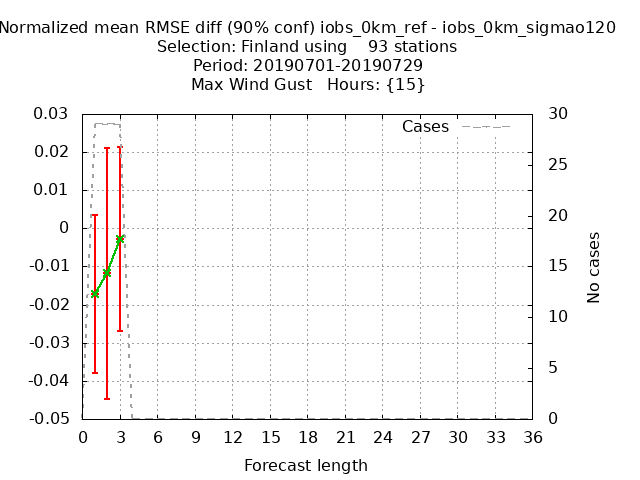 Normalized mean RMSE diff (90% conf) iobs_0km_ref - iobs_0km_sigmao120
Selection: Finland using 93 stations
Period: 20190701-20190729
Max Wind Gust Hours: {15}
Cases
0.03
0.02
0.01
0
-0.01
-0.02
-0.03
-0.04
-0.05
30
25
20
15
10
5
0
No cases
0 3 6 9 12 15 18 21 24 27 30 33 36
Forecast length